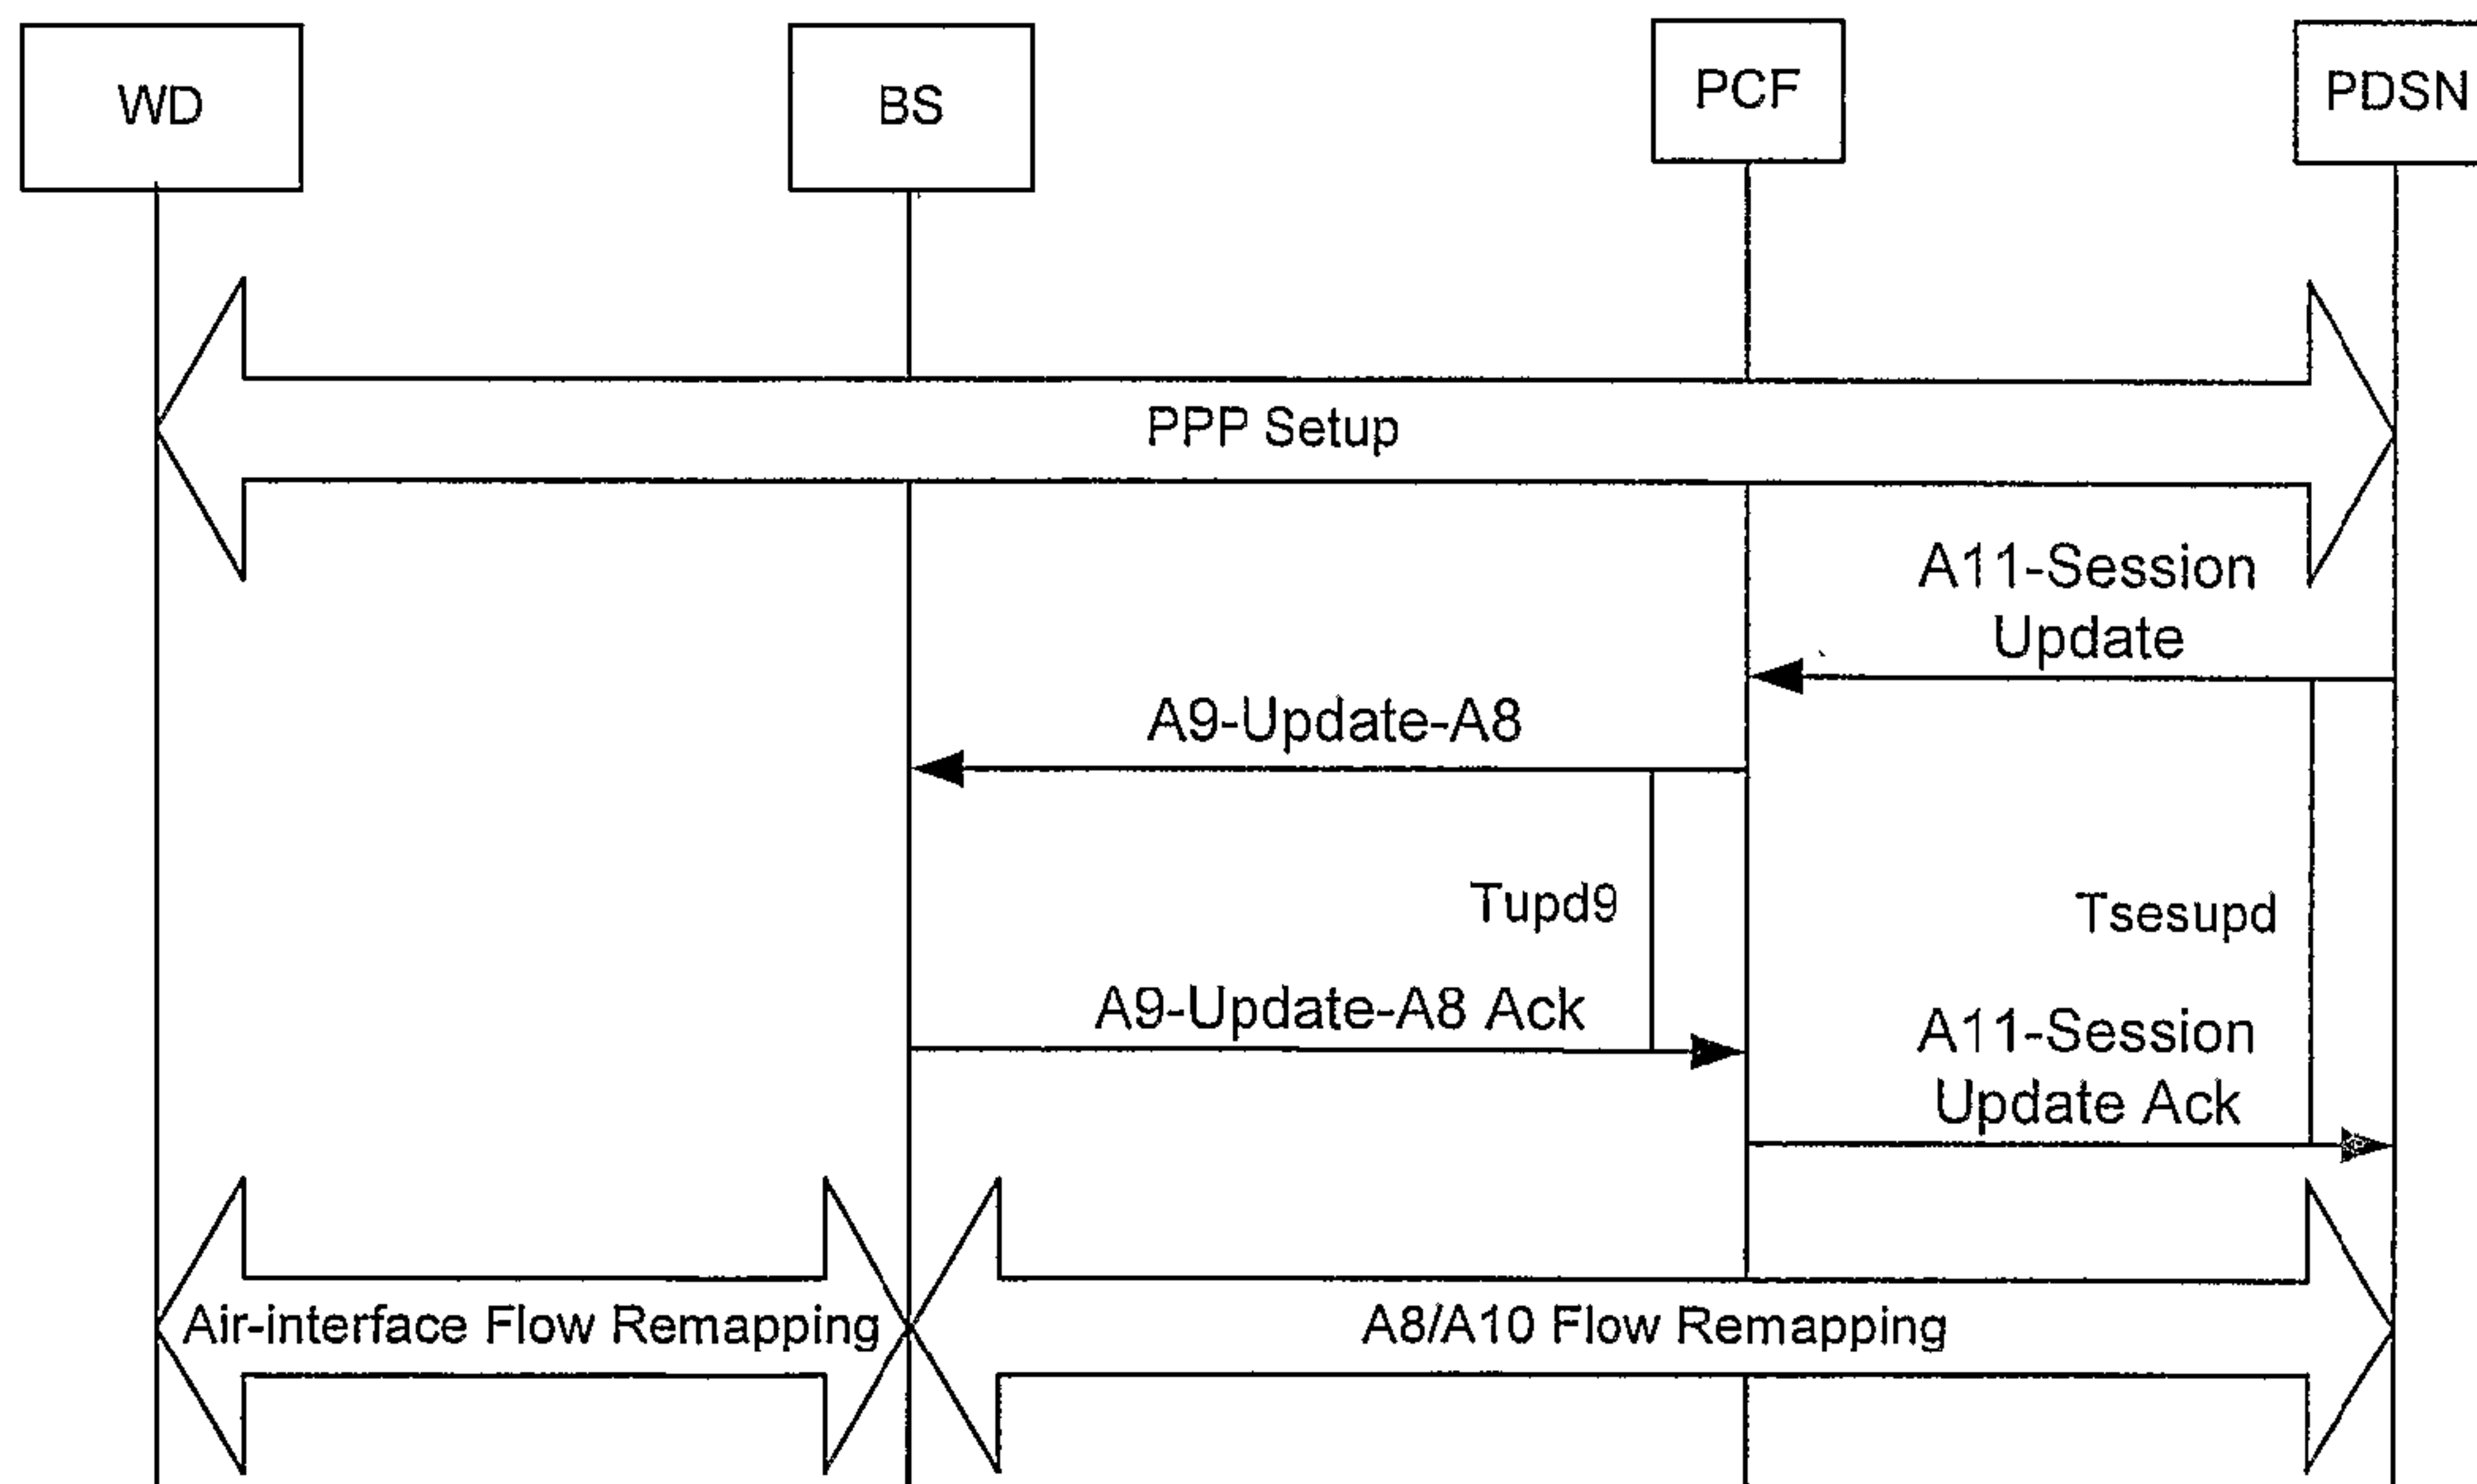 WD
BS
PCF
PDSN
PPP Setup
A11-Session
Update
A9-Update-A8
Tupd9
Tsesupd
A9-Update-A8 Ack
A11-Session
Update Ack
Air-interface Flow Remapping
A8/A10 Flow Remapping